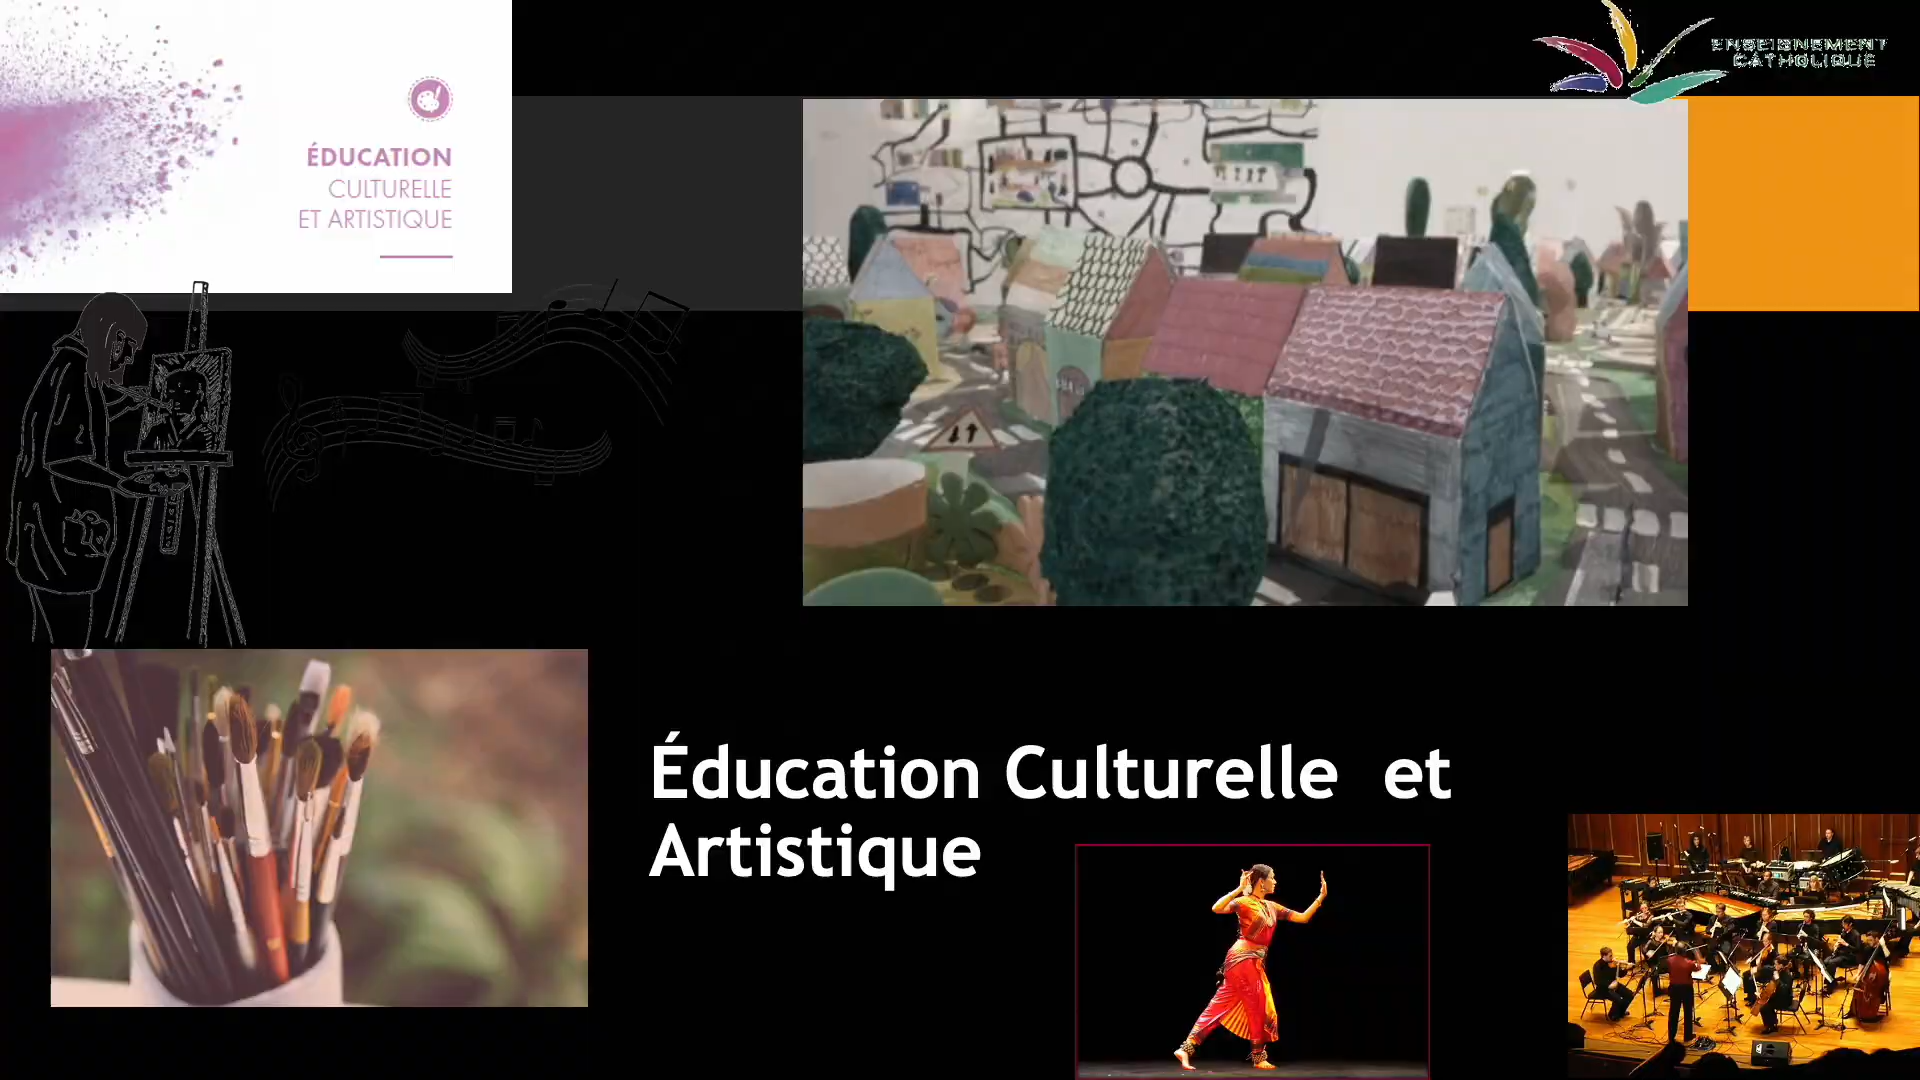 ÉDUCATION
CULTURELLE
ET ARTISTIQUE
ENSEIGNEMENT
CATHOLIQUE
Éducation Culturelle et
Artistique